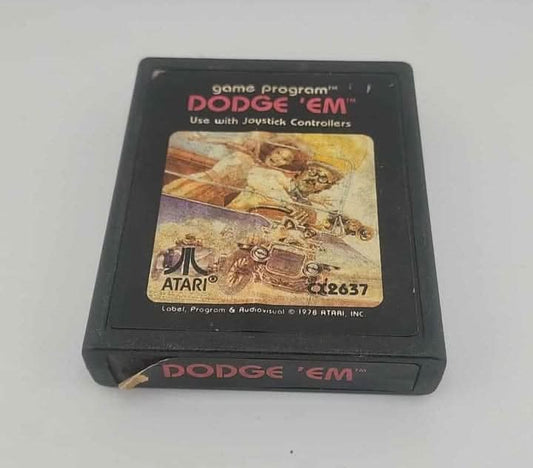 game program™
DODGE 'EM™
Use with Joystick Controllers
ATARI®
CX2637
Label, Program & Audiovisual © 1978 ATARI, INC.
DODGE 'EM™